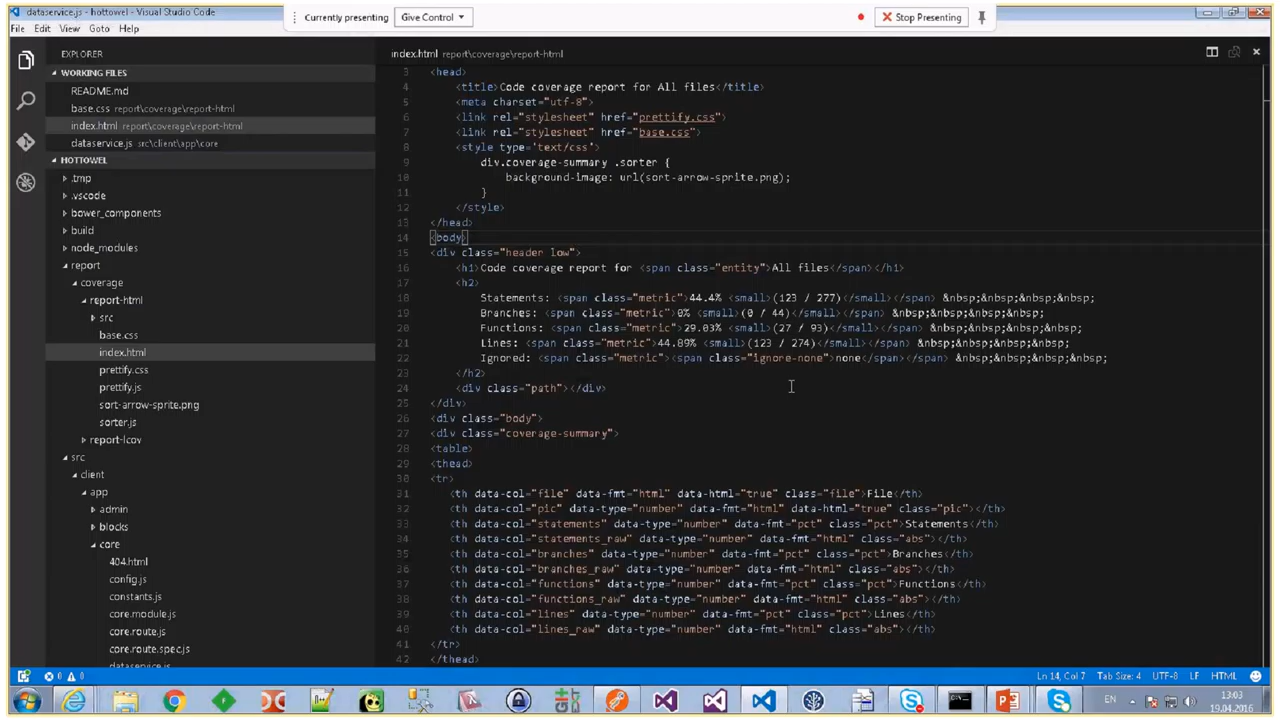 dataservice.js - hottowel - Visual Studio Code
Currently presenting
Give Control
Stop Presenting
File Edit View Goto Help
EXPLORER
WORKING FILES
README.md
base.css report\coverage\report-html
index.html report\coverage\report-html
dataservice.js src\client\app\core
HOTTOWEL
.tmp
.vscode
bower_components
build
node_modules
report
coverage
report-html
src
base.css
index.html
prettify.css
prettify.js
sort-arrow-sprite.png
sorter.js
report-lcov
src
client
app
admin
blocks
core
404.html
config.js
constants.js
core.module.js
core.route.js
core.route.spec.js
dataservice.js
index.html report\coverage\report-html
3 <head>
4 <title>Code coverage report for All files</title>
5 <meta charset="utf-8">
6 <link rel="stylesheet" href="prettify.css">
7 <link rel="stylesheet" href="base.css">
8 <style type='text/css'>
9 div.coverage-summary .sorter {
10 background-image: url(sort-arrow-sprite.png);
11 }
12 </style>
13 </head>
14 <body>
15 <div class="header low">
16 <h1>Code coverage report for <span class="entity">All files</span></h1>
17 <h2>
18 Statements: <span class="metric">44.4% <small>(123 / 277)</small></span> &nbsp;&nbsp;&nbsp;
19 Branches: <span class="metric">0% <small>(0 / 44)</small></span> &nbsp;&nbsp;&nbsp;
20 Functions: <span class="metric">29.03% <small>(27 / 93)</small></span> &nbsp;&nbsp;&nbsp;
21 Lines: <span class="metric">44.89% <small>(123 / 274)</small></span> &nbsp;&nbsp;&nbsp;
22 Ignored: <span class="metric"><span class="ignore-none">none</span></span> &nbsp;&nbsp;&nbsp;
23 </h2>
24 <div class="path"></div>
25 </div>
26 <div class="body">
27 <div class="coverage-summary">
28 <table>
29 <thead>
30 <tr>
31 <th data-col="file" data-fmt="html" data-html="true" class="file">File</th>
32 <th data-col="pic" data-type="number" data-fmt="html" data-html="true" class="pic"></th>
33 <th data-col="statements" data-type="number" data-fmt="pct" class="pct">Statements</th>
34 <th data-col="statements_raw" data-type="number" data-fmt="html" class="abs"></th>
35 <th data-col="branches" data-type="number" data-fmt="pct" class="pct">Branches</th>
36 <th data-col="branches_raw" data-type="number" data-fmt="html" class="abs"></th>
37 <th data-col="functions" data-type="number" data-fmt="pct" class="pct">Functions</th>
38 <th data-col="functions_raw" data-type="number" data-fmt="html" class="abs"></th>
39 <th data-col="lines" data-type="number" data-fmt="pct" class="pct">Lines</th>
40 <th data-col="lines_raw" data-type="number" data-fmt="html" class="abs"></th>
41 </tr>
42 </thead>
0 0
Ln 14, Col 7 Tab Size: 4 UTF-8 LF HTML
EN
13:03
19.04.2016